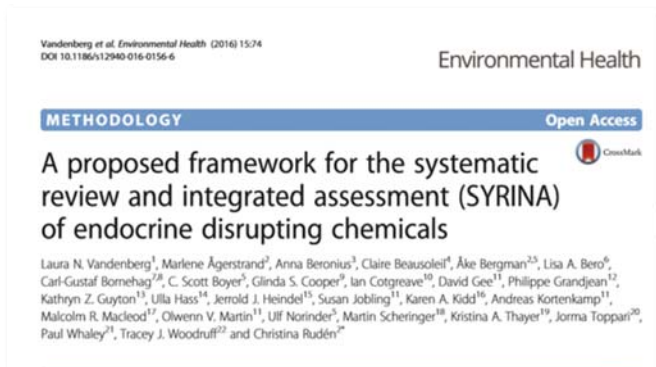 Vandenberg et al. Environmental Health (2016) 15:74
DOI 10.1186/s12940-016-0156-6
Environmental Health
METHODOLOGY
Open Access
CrossMark
A proposed framework for the systematic
review and integrated assessment (SYRINA)
of endocrine disrupting chemicals
Laura N. Vandenberg1, Marlene Ågerstrand2, Anna Beronius3, Claire Beausoleil4, Åke Bergman2,5, Lisa A. Bero6,
Carl-Gustaf Bornehag7,8, C. Scott Boyer5, Glinda S. Cooper9, Ian Cotgreave10, David Gee11, Philippe Grandjean12,
Kathryn Z. Guyton13, Ulla Hass14, Jerrold J. Heindel15, Susan Jobling11, Karen A. Kidd16, Andreas Kortenkamp11,
Malcolm R. Macleod17, Olwenn V. Martin11, Ulf Norinder5, Martin Scheringer18, Kristina A. Thayer19, Jorma Toppari20,
Paul Whaley21, Tracey J. Woodruff22 and Christina Rudén2*